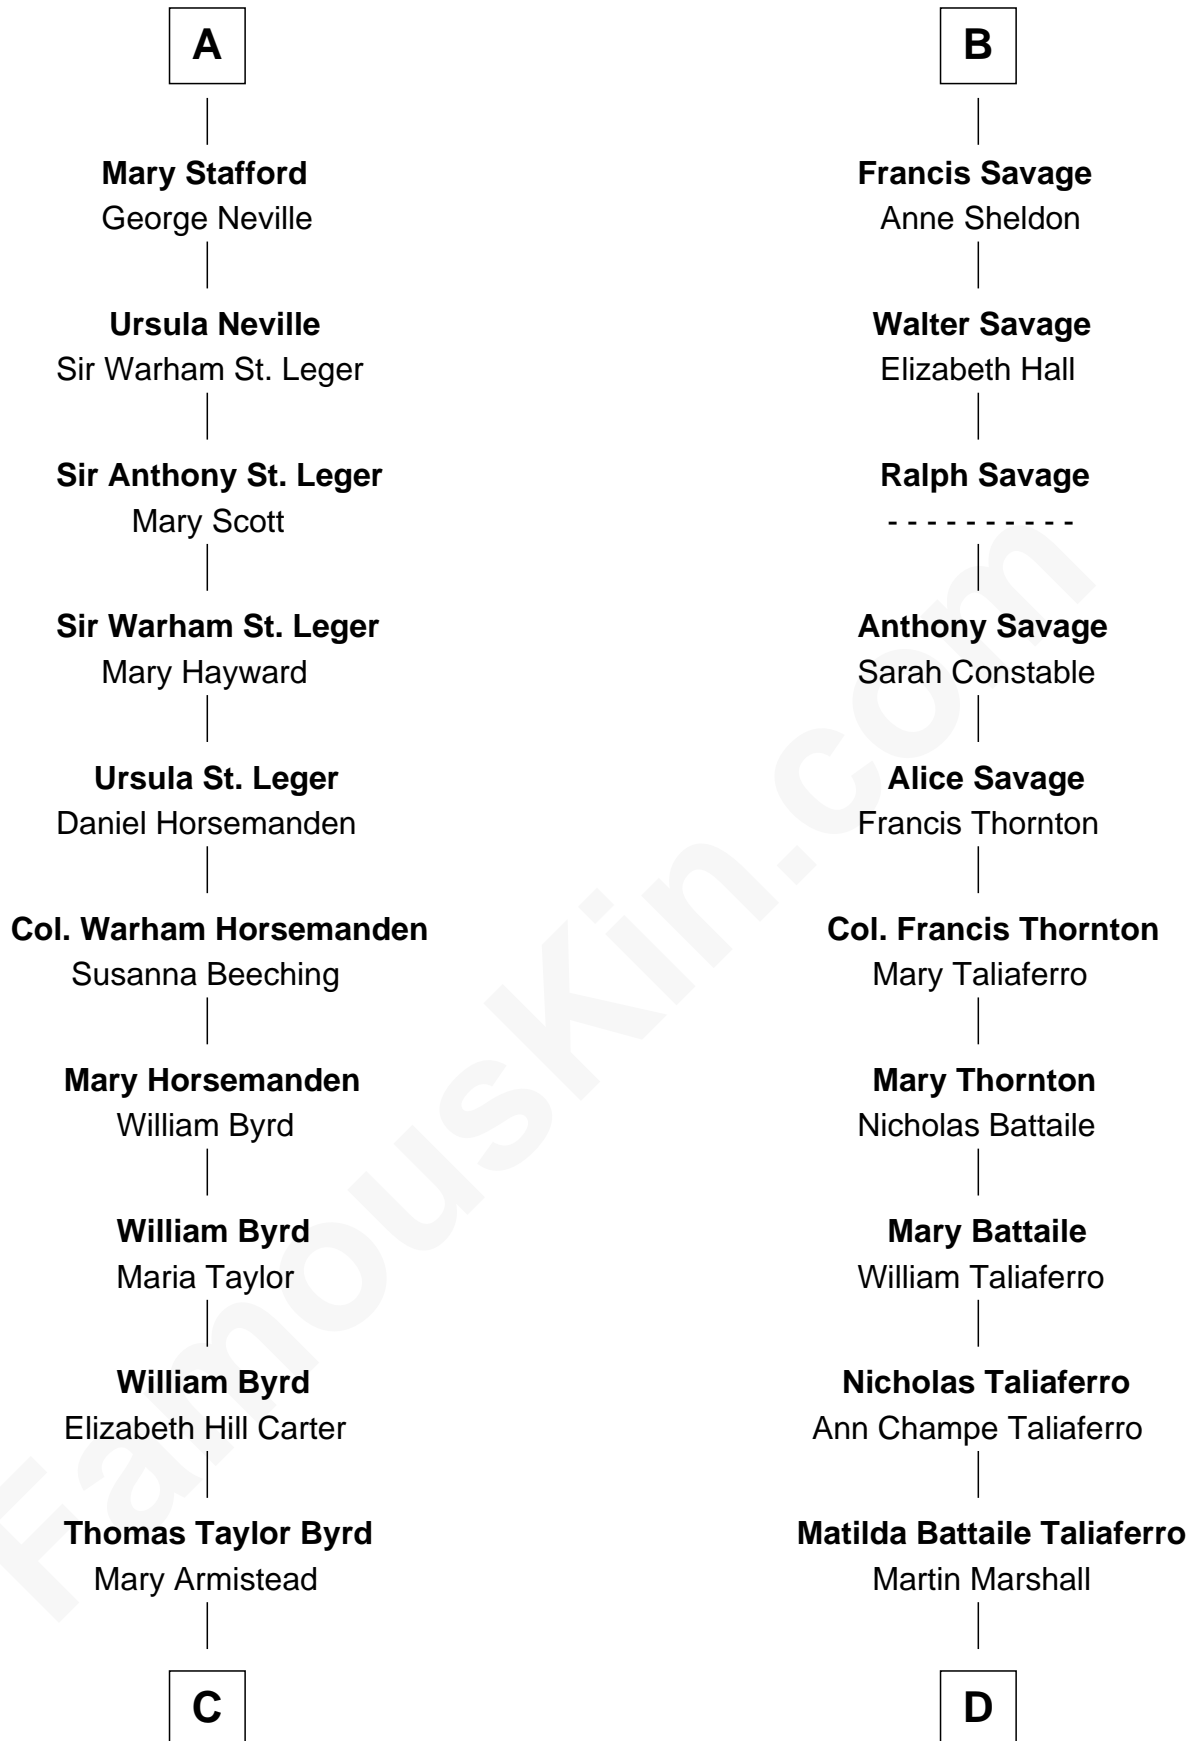 A
Mary Stafford
George Neville
Ursula Neville
Sir Warham St. Leger
Sir Anthony St. Leger
Mary Scott
Sir Warham St. Leger
Mary Hayward
Ursula St. Leger
Daniel Horsemanden
Col. Warham Horsemanden
Susanna Beeching
Mary Horsemanden
William Byrd
William Byrd
Maria Taylor
William Byrd
Elizabeth Hill Carter
Thomas Taylor Byrd
Mary Armistead
C
B
Francis Savage
Anne Sheldon
Walter Savage
Elizabeth Hall
Ralph Savage
- - - - - - - - - -
Anthony Savage
Sarah Constable
Alice Savage
Francis Thornton
Col. Francis Thornton
Mary Taliaferro
Mary Thornton
Nicholas Battaile
Mary Battaile
William Taliaferro
Nicholas Taliaferro
Ann Champe Taliaferro
Matilda Battaile Taliaferro
Martin Marshall
D
FamousKin.com